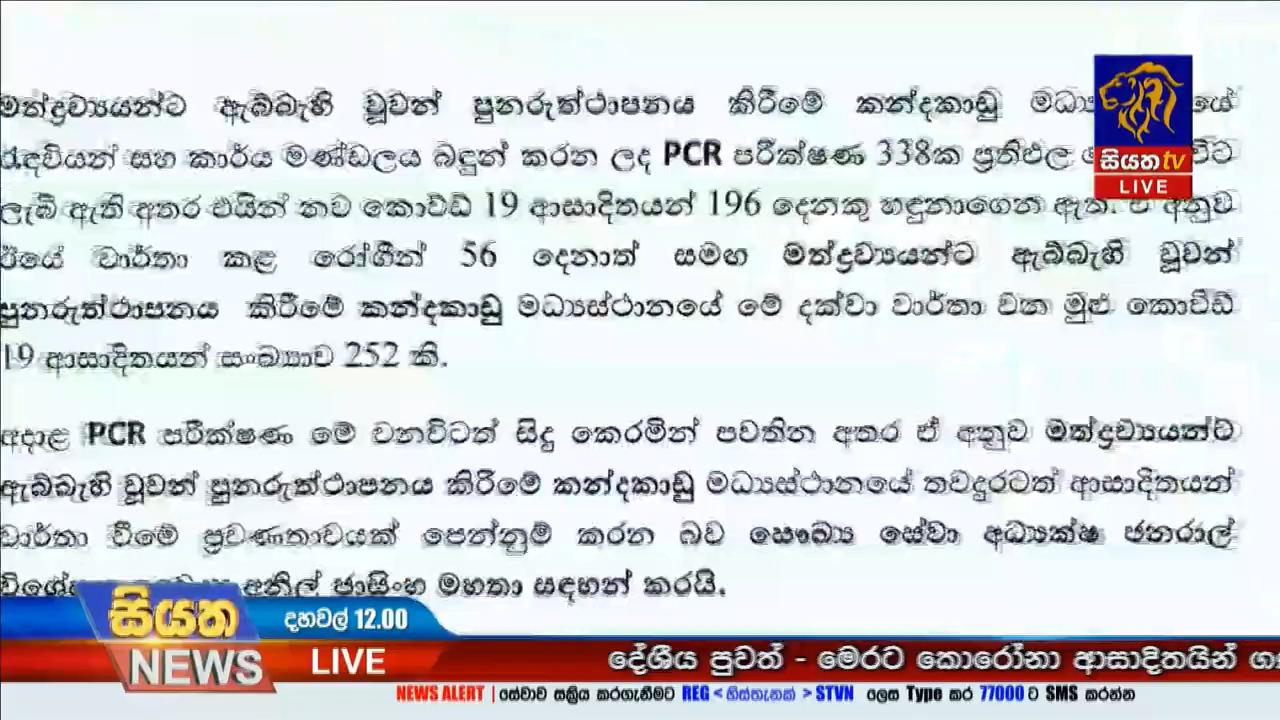 මත්ද්‍රව්‍යයන්ට ඇබ්බැහි වූවන් පුනරුත්ථාපනය කිරීමේ කන්දකාඩු
රැඳවියන් සහ කාර්ය මණ්ඩලය බඳුන් කරන ලද PCR පරීක්ෂණ 338ක ප්‍රතිඵල
සියත tv
LIVE
ලැබී ඇති අතර එයින් නව කොවිඩ් 19 ආසාදිතයන් 196 දෙනකු හඳුනාගෙන ඇත. ඒ අනුව
ඊයේ වාර්තා කළ රෝගීන් 56 දෙනාත් සමඟ මත්ද්‍රව්‍යයන්ට ඇබ්බැහි වූවන්
පුනරුත්ථාපනය කිරීමේ කන්දකාඩු මධ්‍යස්ථානයේ මේ දක්වා වාර්තා වන මුළු කොවිඩ්
19 ආසාදිතයන් සංඛ්‍යාව 252 කි.
අදාළ PCR පරීක්ෂණ මේ වනවිටත් සිදු කෙරමින් පවතින අතර ඒ අනුව මත්ද්‍රව්‍යයන්ට
ඇබ්බැහි වූවන් පුනරුත්ථාපනය කිරීමේ කන්දකාඩු මධ්‍යස්ථානයේ තවදුරටත් ආසාදිතයන්
වාර්තා වීමේ ප්‍රවණතාවයක් පෙන්නුම් කරන බව සෞඛ්‍ය සේවා අධ්‍යක්ෂ ජනරාල්
අනිල් ජාසිංහ මහතා සඳහන් කරයි.
සියත දහවල් 12.00
NEWS LIVE
දේශීය පුවත් - මෙරට කොරෝනා ආසාදිතයින්
NEWS ALERT | සේවාව සක්‍රීය කරගැනීමට REG < හිස්තැනක් > STVN ලෙස Type කර 77000 ට SMS කරන්න